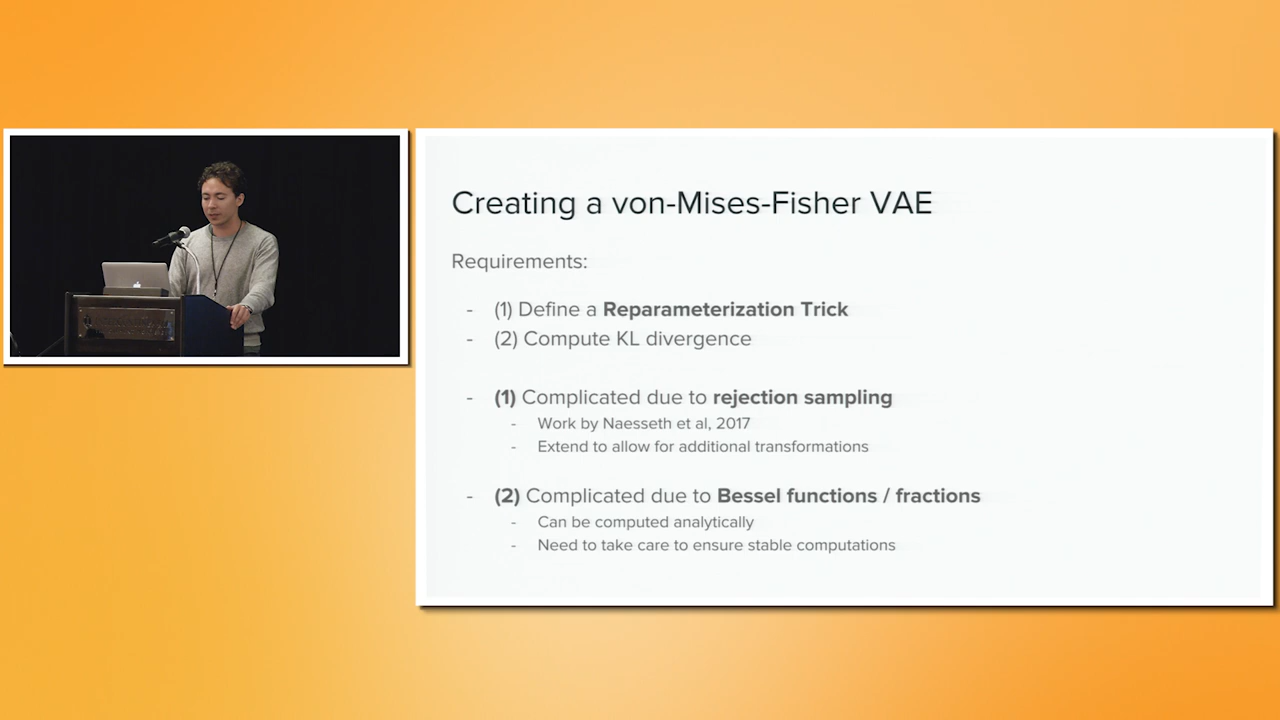 Creating a von-Mises-Fisher VAE
Requirements:
- (1) Define a Reparameterization Trick
- (2) Compute KL divergence
- (1) Complicated due to rejection sampling
- Work by Naesseth et al, 2017
- Extend to allow for additional transformations
- (2) Complicated due to Bessel functions / fractions
- Can be computed analytically
- Need to take care to ensure stable computations